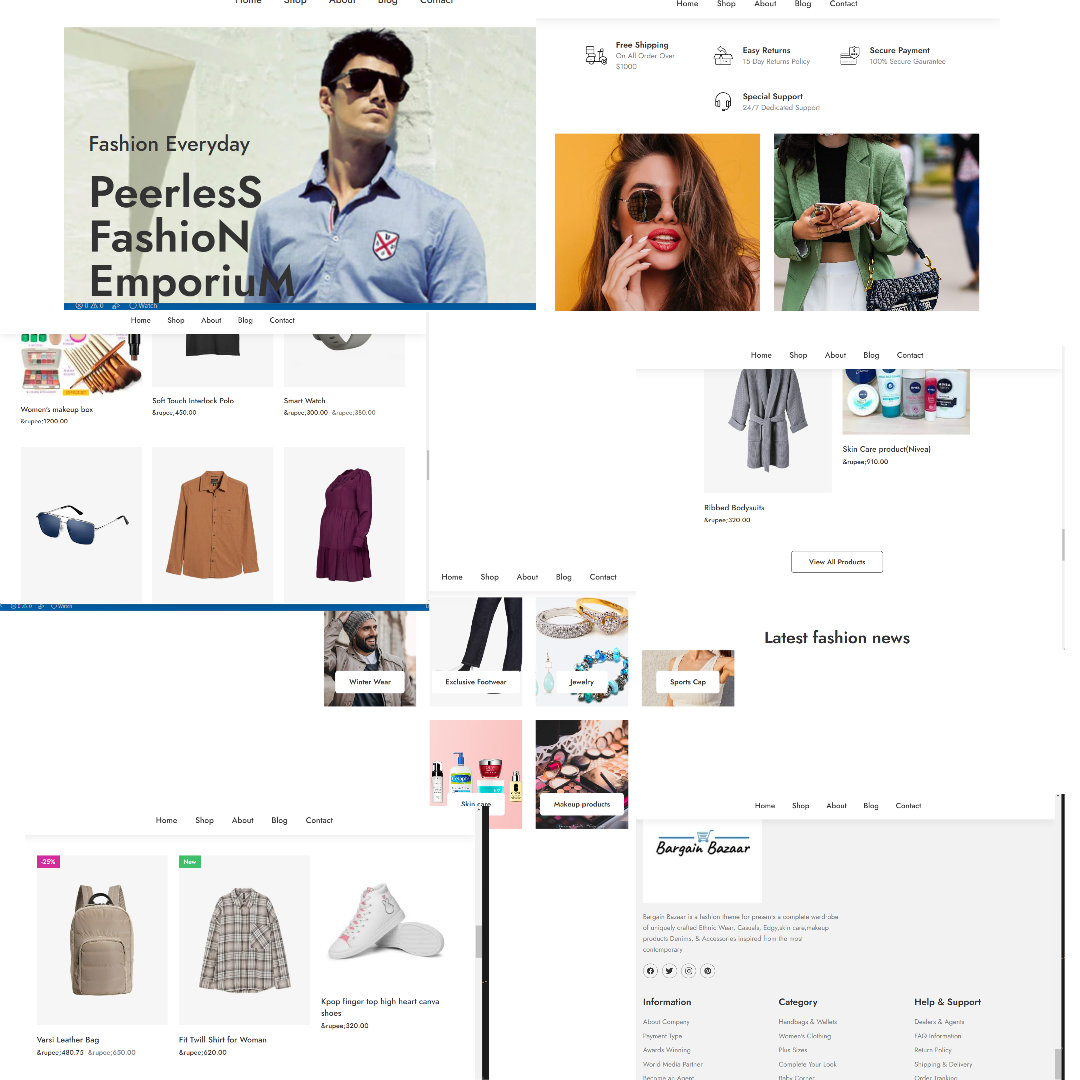 Home Shop About Blog Contact
Fashion Everyday
PeerlesS
FashioN
EmporiuM
0 0 Watch
Home Shop About Blog Contact
Free Shipping
On All Order Over
$1000
Easy Returns
15 Day Returns Policy
Secure Payment
100% Secure Gaurantee
Special Support
24/7 Dedicated Support
Home Shop About Blog Contact
Women's makeup box
&rupee;1200.00
Soft Touch Interlock Polo
&rupee;450.00
Smart Watch
&rupee;300.00 &rupee;380.00
0 0 Watch
Home Shop About Blog Contact
NIVEA
Ribbed Bodysuits
&rupee;320.00
Skin Care product(Nivea)
&rupee;910.00
View All Products
Latest fashion news
Home Shop About Blog Contact
Winter Wear
Exclusive Footwear
Jewelry
Sports Cap
Skin care
Makeup products
Home Shop About Blog Contact
-25%
New
Varsi Leather Bag
&rupee;480.75 &rupee;650.00
Fit Twill Shirt for Woman
&rupee;620.00
Kpop finger top high heart canva
shoes
&rupee;320.00
Home Shop About Blog Contact
Bargain Bazaar
Bargain Bazaar is a fashion theme for presents a complete wardrobe
of uniquely crafted Ethnic Wear, Casuals, Edgy,skin care,makeup
products Denims, & Accessories inspired from the most
contemporary
Information
About Company
Payment Type
Awards Winning
World Media Partner
Become an Agent
Category
Handbags & Wallets
Women's Clothing
Plus Sizes
Complete Your Look
Baby Corner
Help & Support
Dealers & Agents
FAQ Information
Return Policy
Shipping & Delivery
Order Tranking